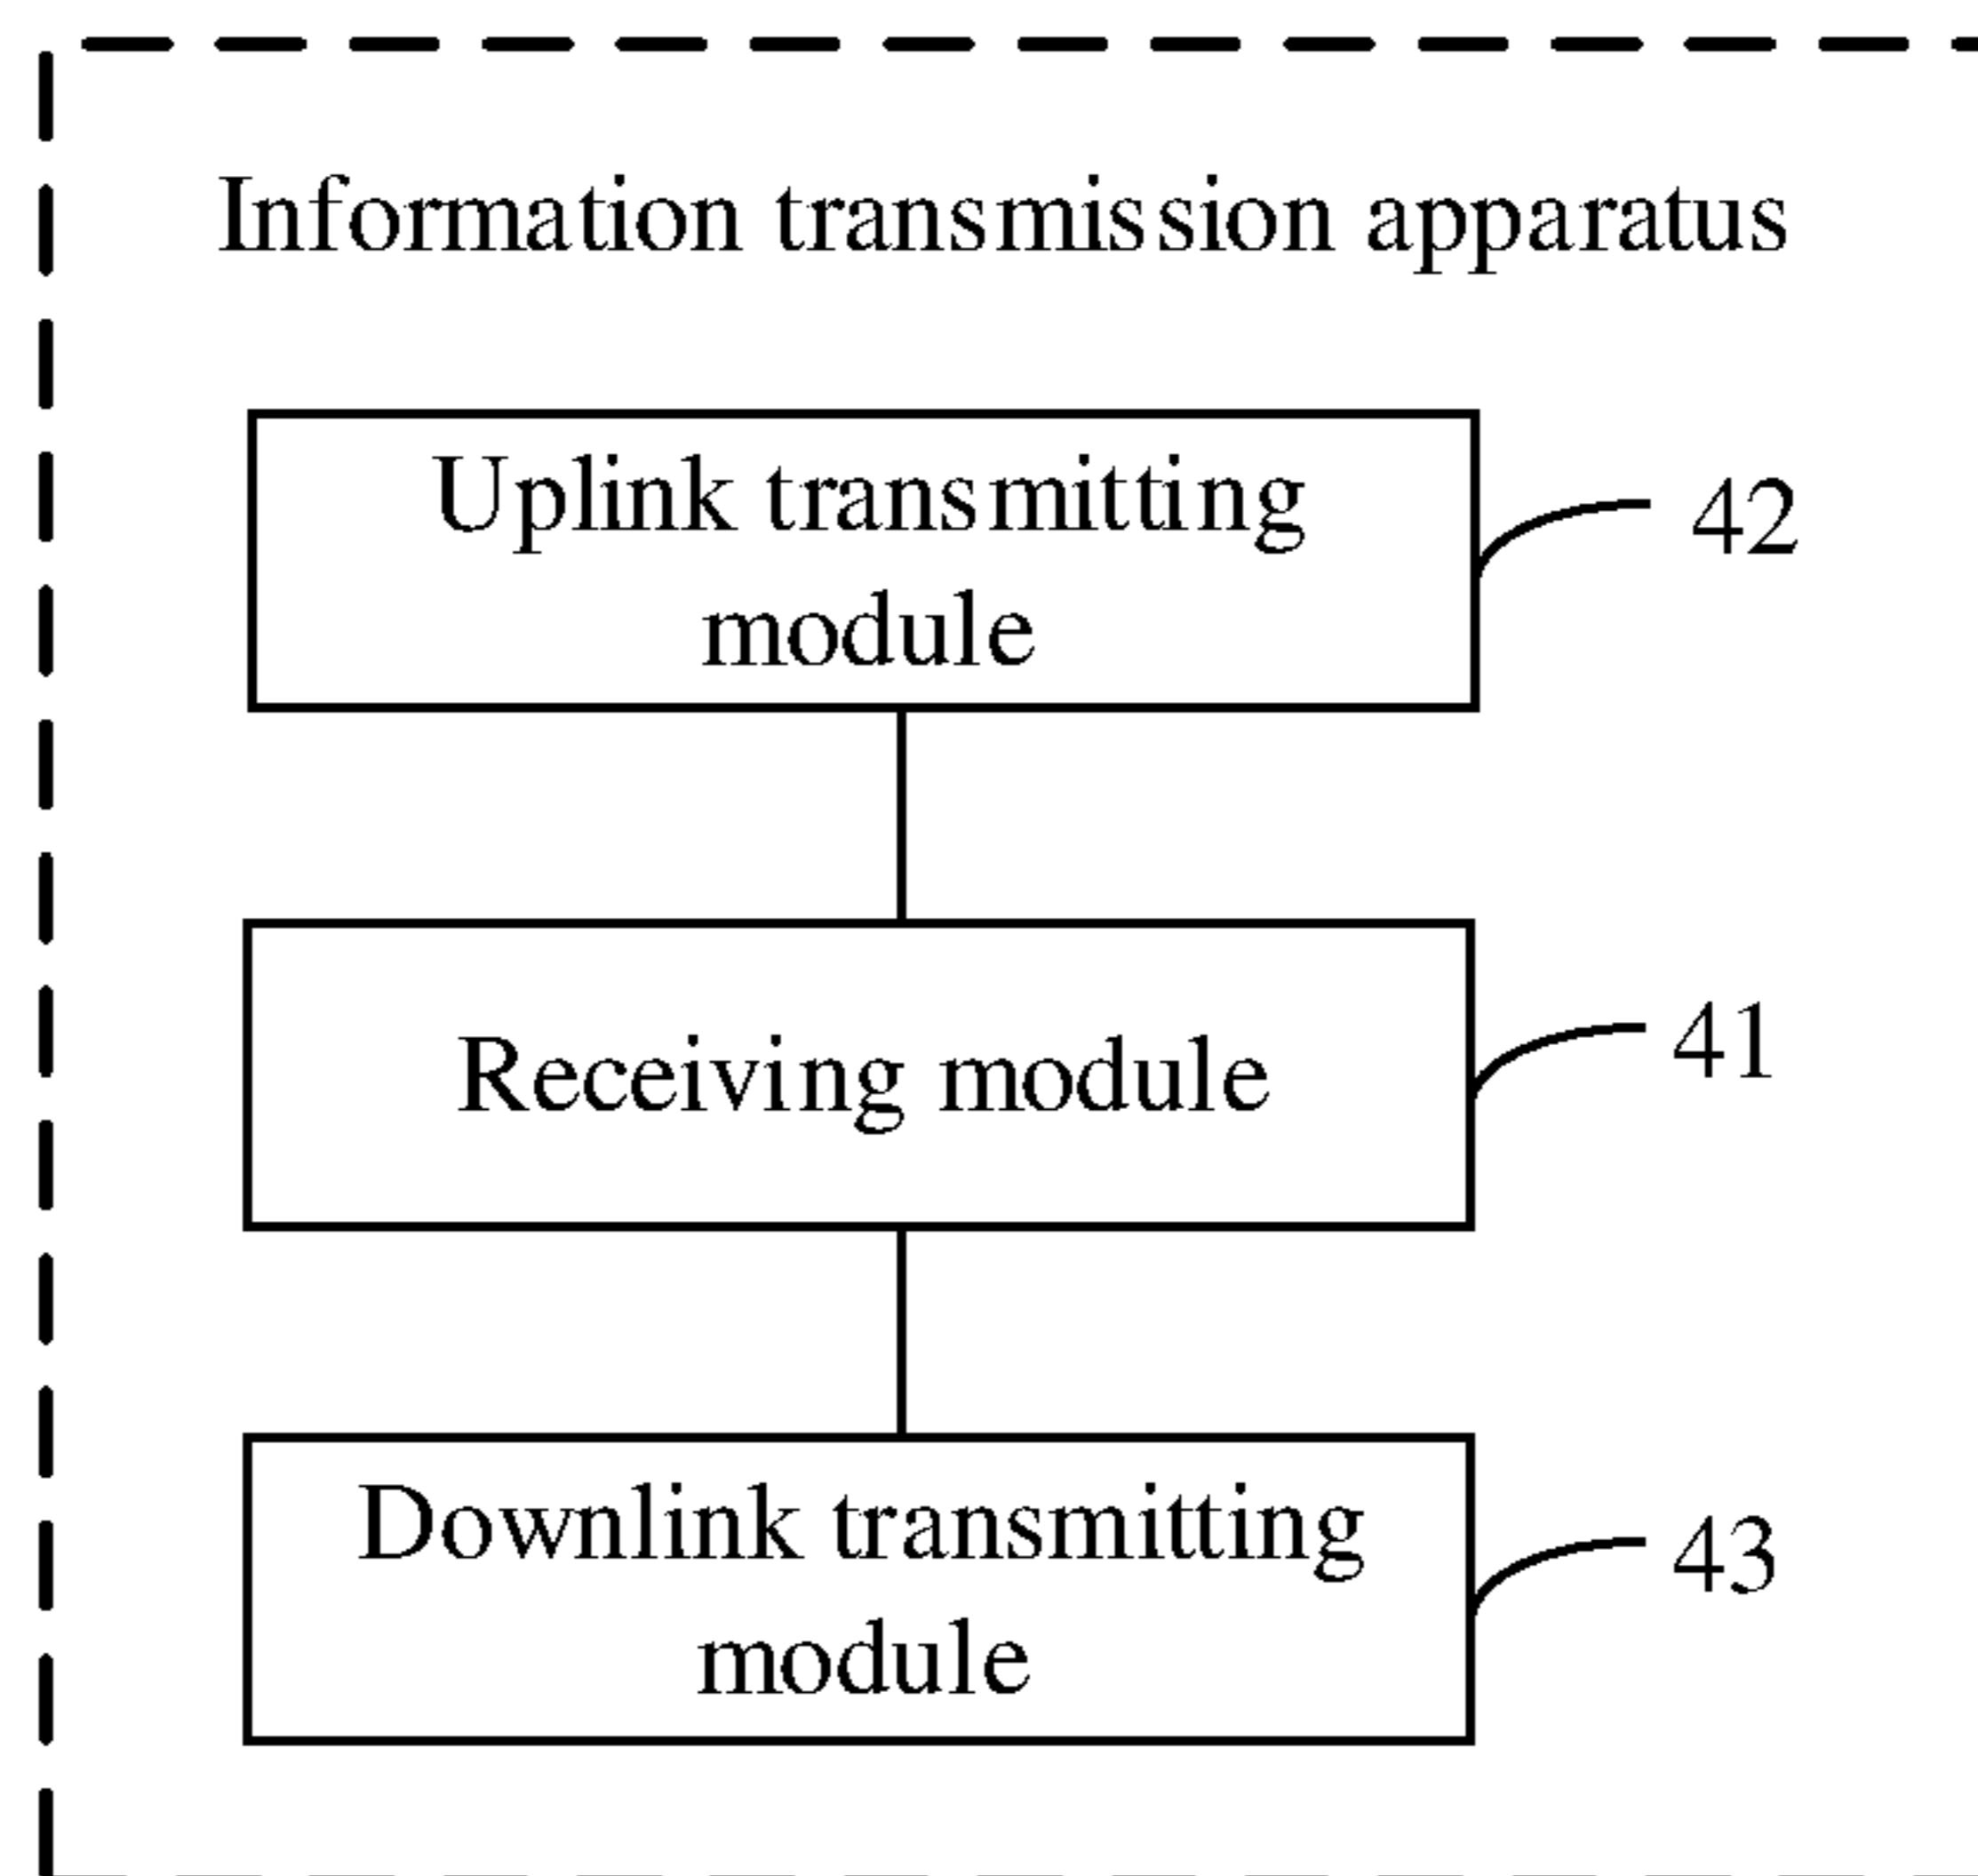 Information transmission apparatus
Uplink transmitting
module
42
Receiving module
41
Downlink transmitting
module
43